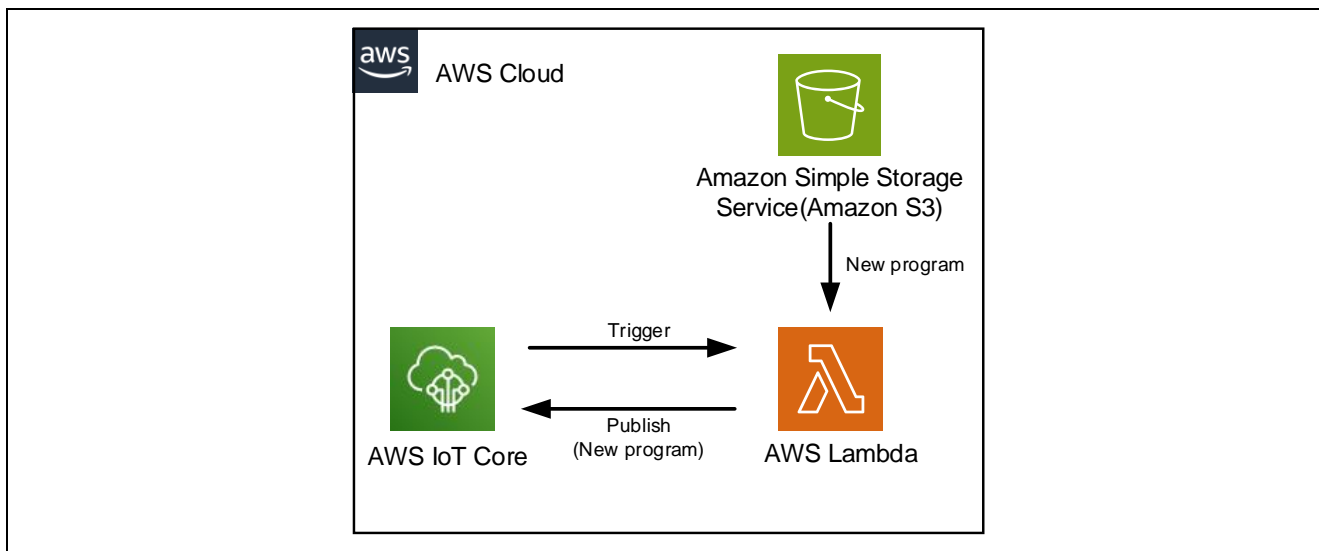 aws
AWS Cloud
Amazon Simple Storage
Service(Amazon S3)
New program
Trigger
Publish
(New program)
AWS IoT Core
AWS Lambda